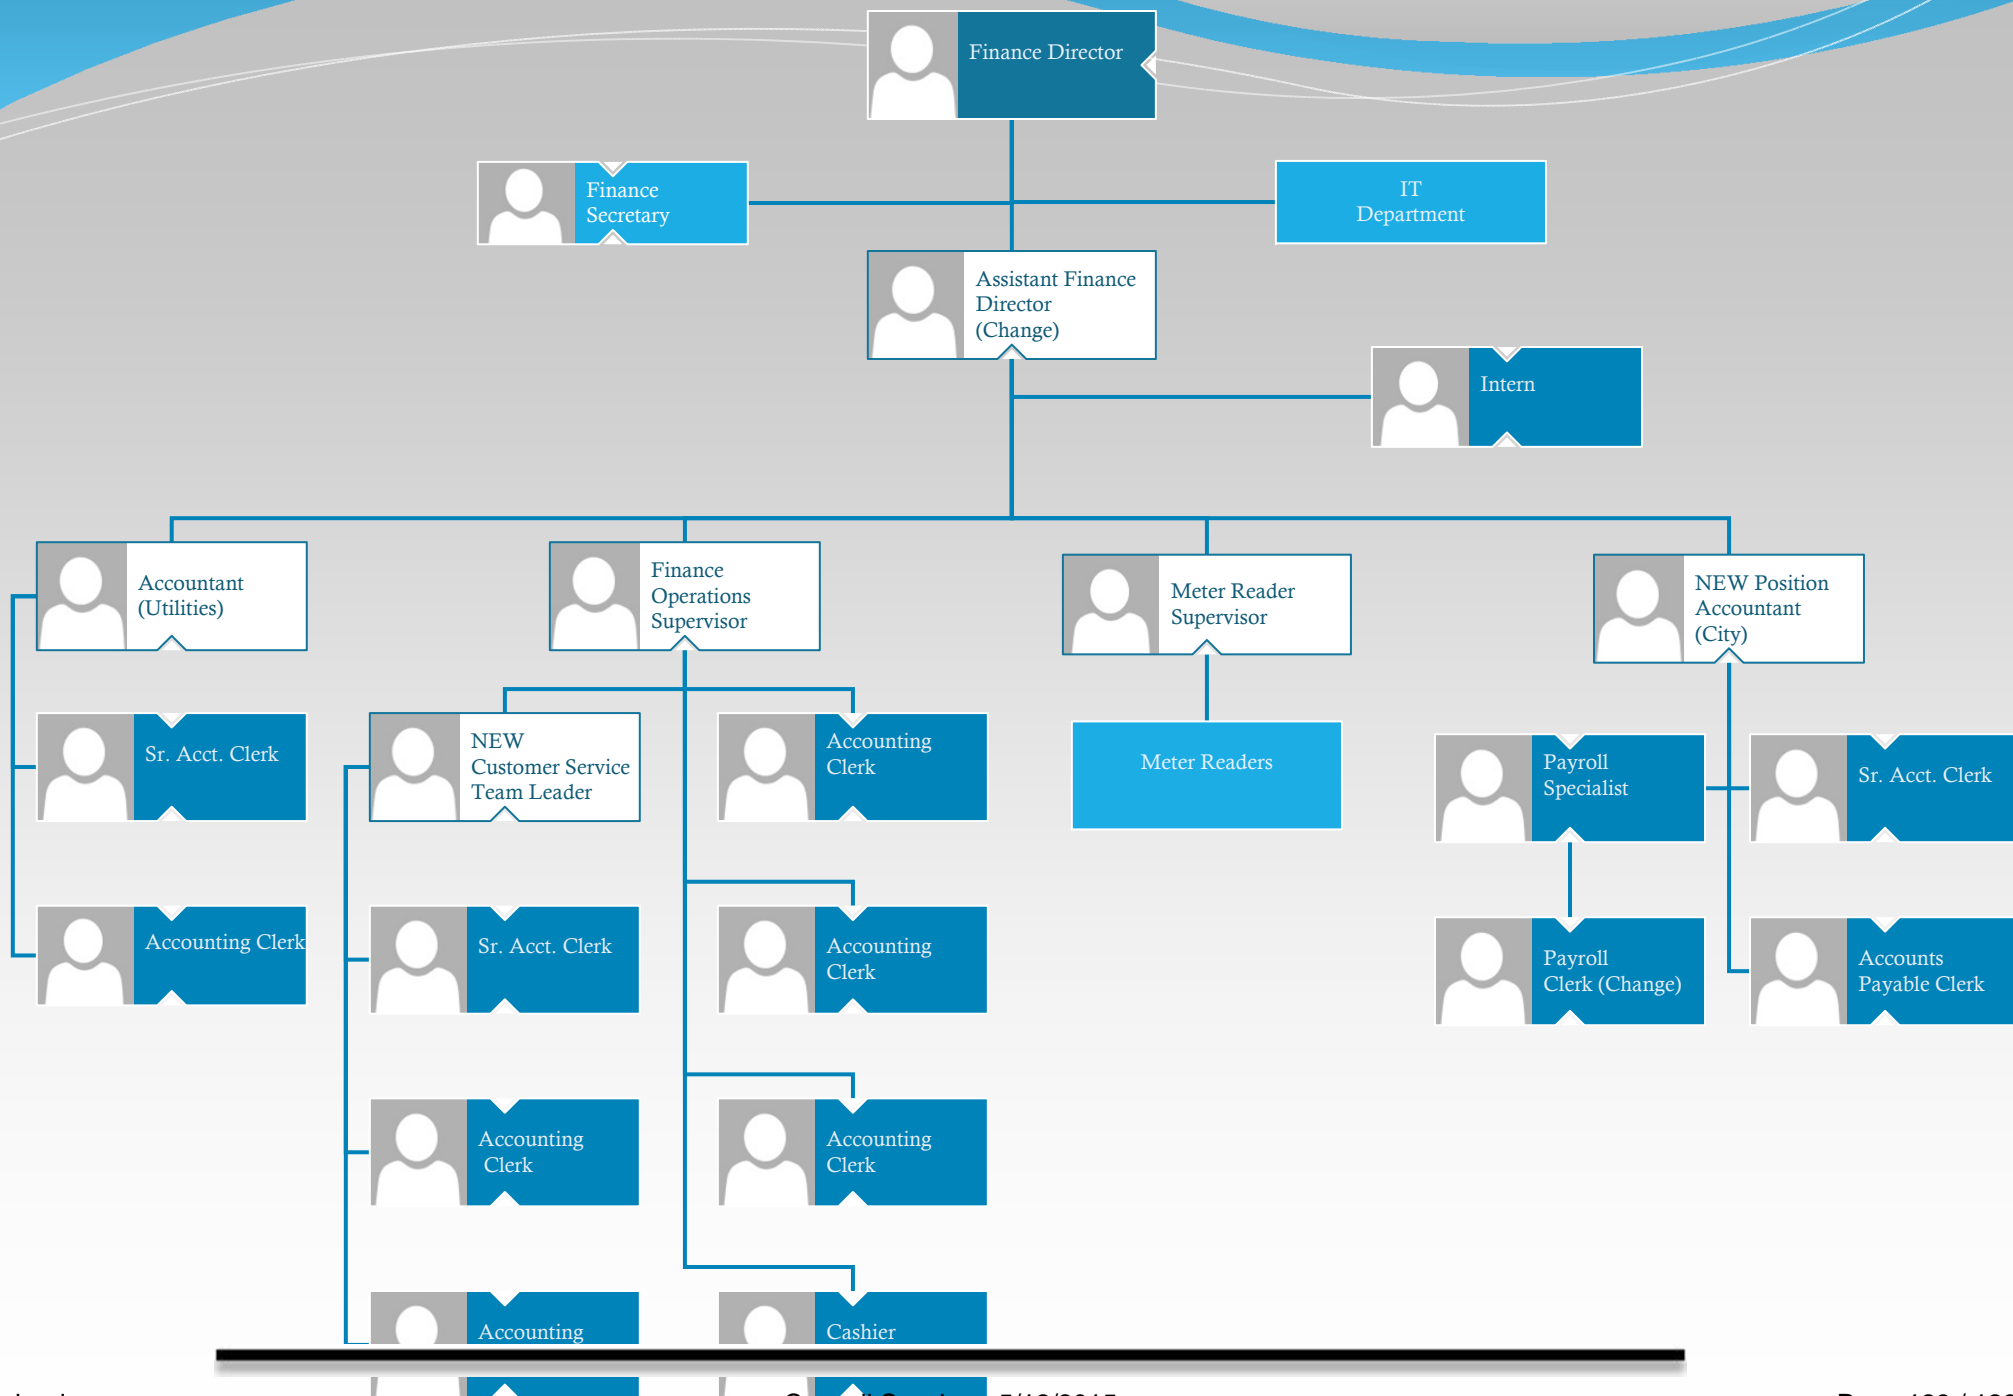 Finance Director
Finance
Secretary
IT
Department
Assistant Finance
Director
(Change)
Intern
Accountant
(Utilities)
Finance
Operations
Supervisor
Meter Reader
Supervisor
NEW Position
Accountant
(City)
Sr. Acct. Clerk
NEW
Customer Service
Team Leader
Accounting
Clerk
Meter Readers
Payroll
Specialist
Sr. Acct. Clerk
Accounting Clerk
Sr. Acct. Clerk
Accounting
Clerk
Payroll
Clerk (Change)
Accounts
Payable Clerk
Accounting
Clerk
Accounting
Clerk
Accounting
Cashier